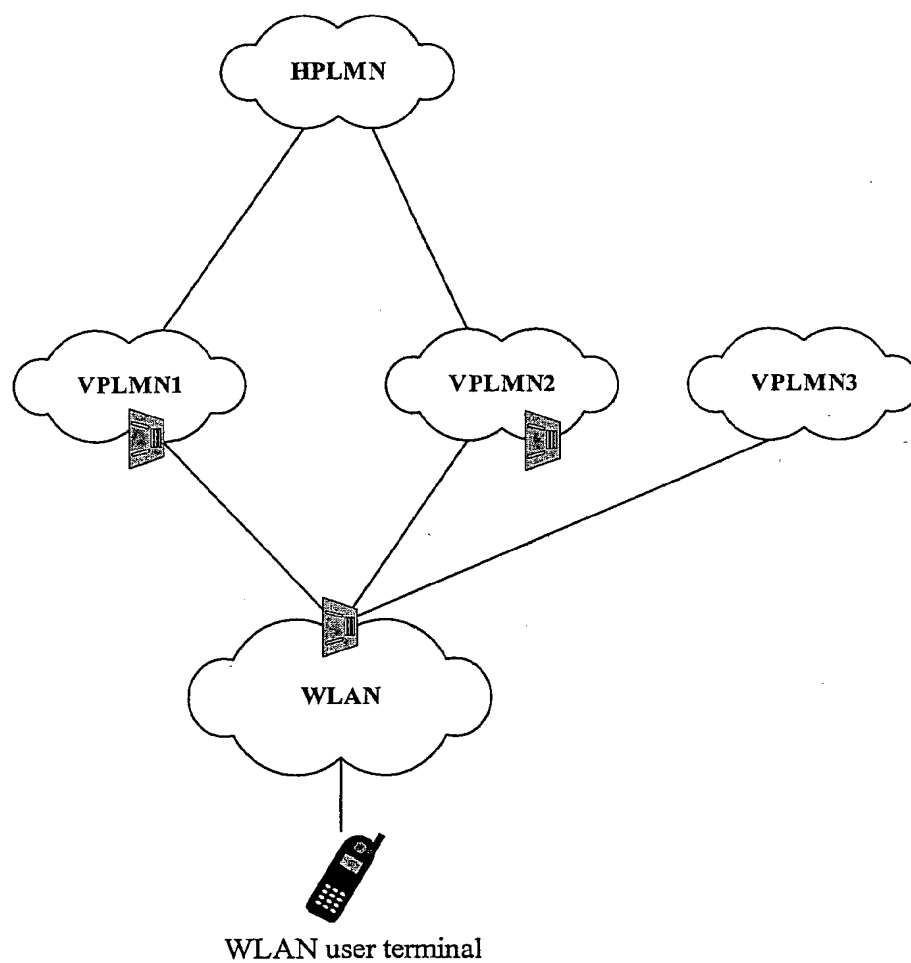 HPLMN
VPLMN1
VPLMN2
VPLMN3
WLAN
WLAN user terminal